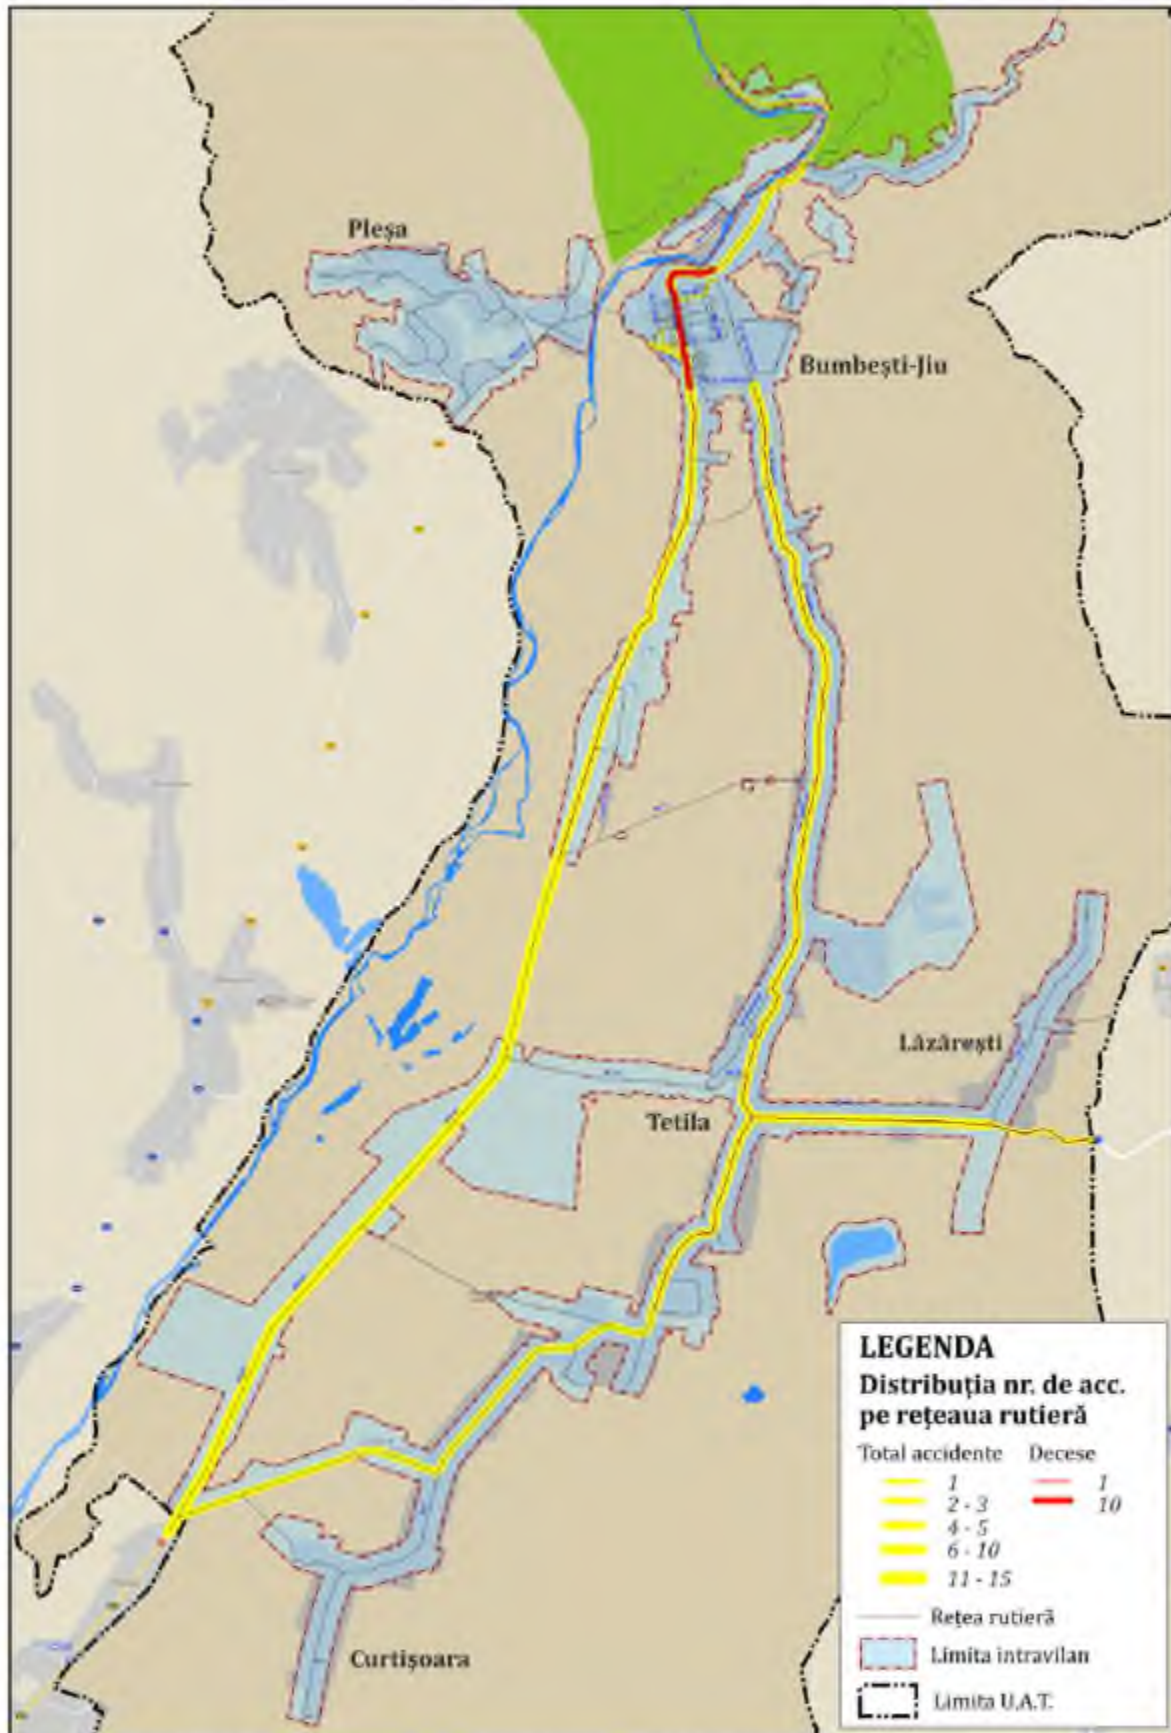 Pleșa
Bumbești-Jiu
Lăzărești
Tetila
Curtișoara
LEGENDA
Distribuția nr. de acc.
pe rețeaua rutieră
Total accidente Decese
1 1
2 - 3 10
4 - 5
6 - 10
11 - 15
Rețea rutieră
Limita intravilan
Limita U.A.T.